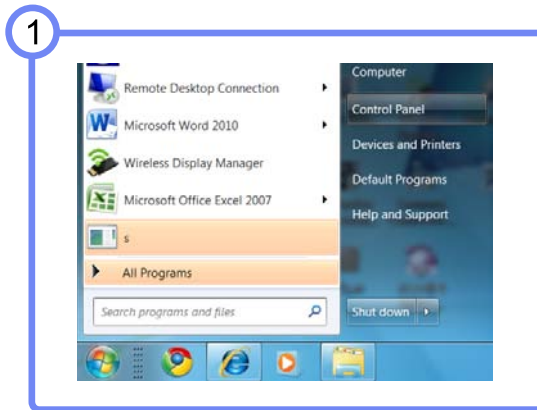 1
Remote Desktop Connection
Microsoft Word 2010
Wireless Display Manager
Microsoft Office Excel 2007
s
All Programs
Search programs and files
Computer
Control Panel
Devices and Printers
Default Programs
Help and Support
Shut down